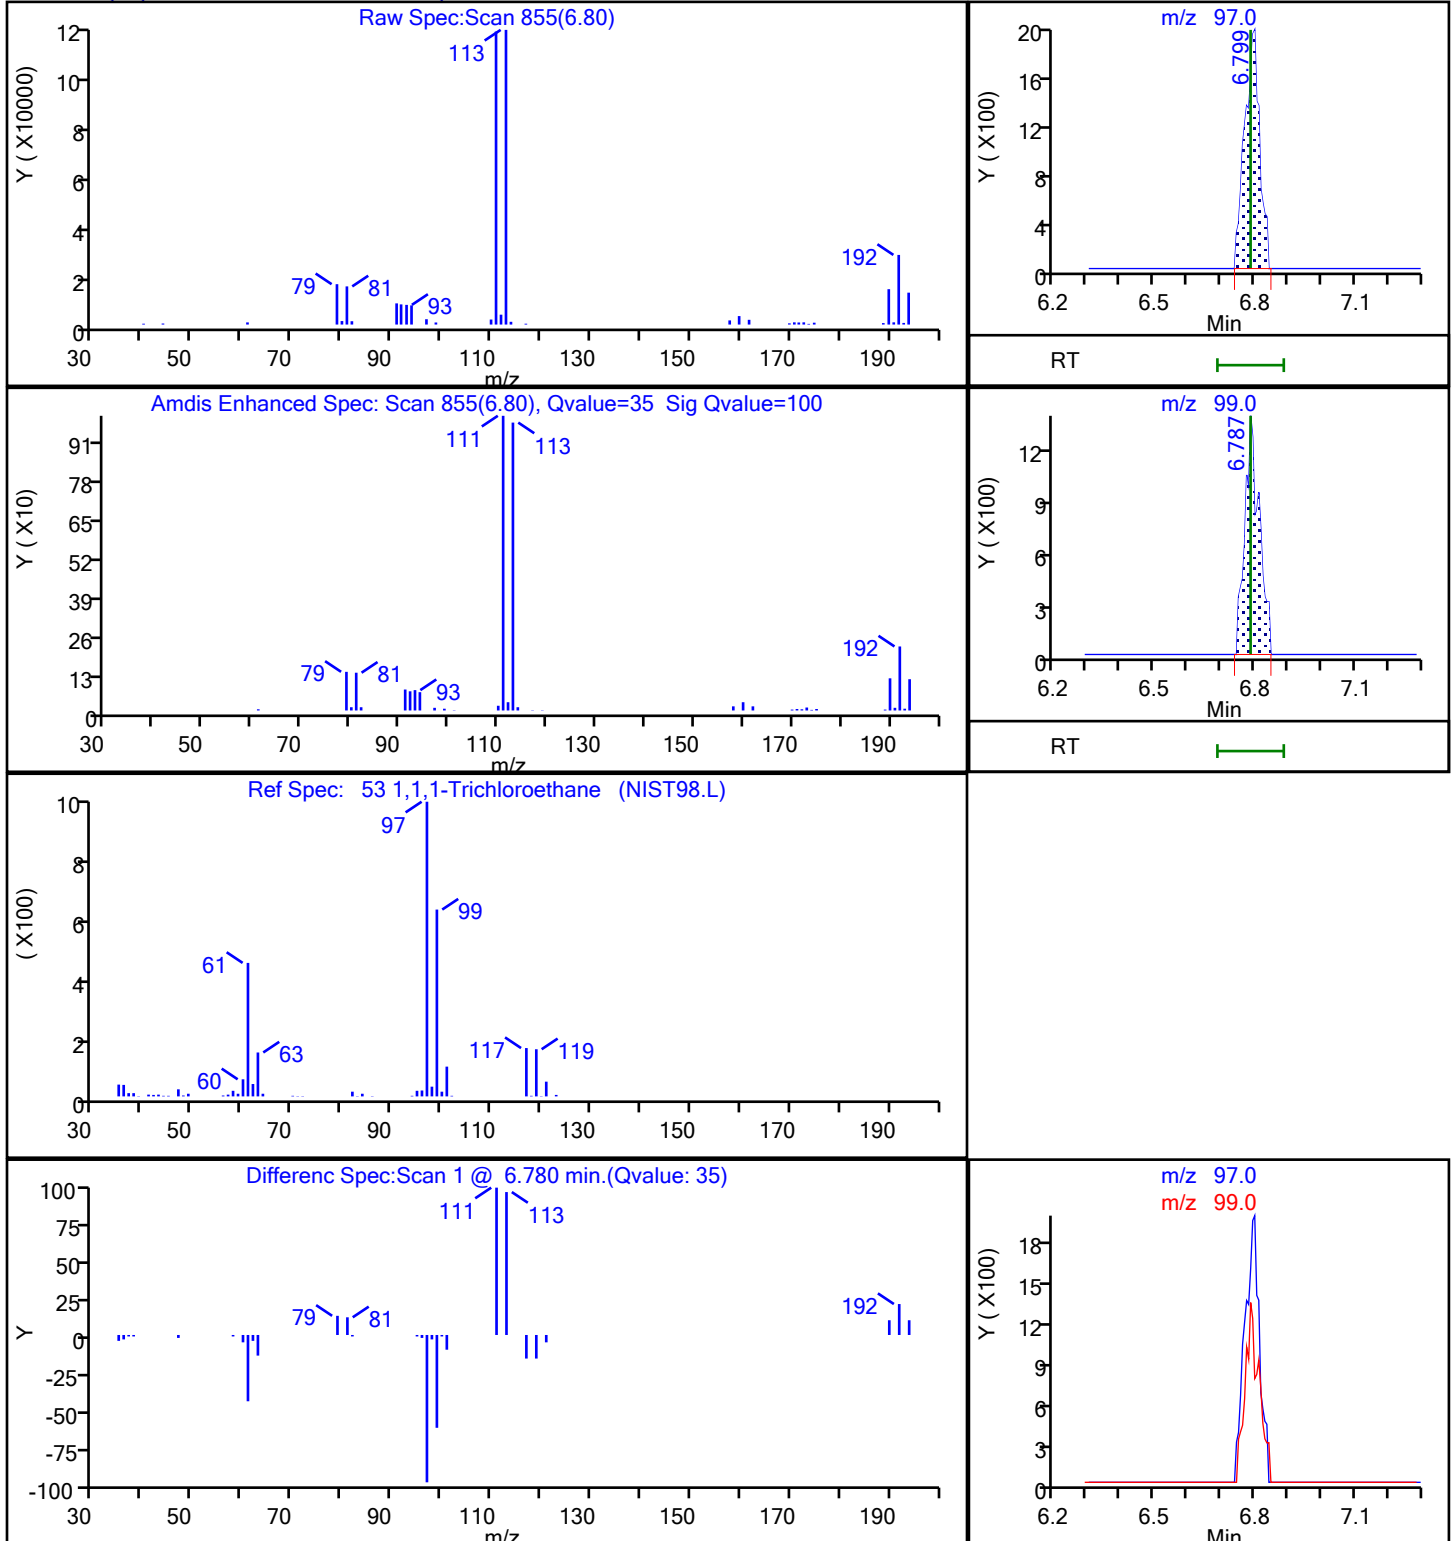 Raw Spec:Scan 855(6.80)
Y ( X10000)
12
10
8
6
4
2
0
113
79
81
93
192
30 50 70 90 110 130 150 170 190
m/z
m/z 97.0
Y ( X100)
20
16
12
8
4
0
6.799
6.2 6.5 6.8 7.1
Min
RT
Amdis Enhanced Spec: Scan 855(6.80), Qvalue=35 Sig Qvalue=100
Y ( X10)
91
78
65
52
39
26
13
0
111
113
79
81
93
192
30 50 70 90 110 130 150 170 190
m/z
m/z 99.0
Y ( X100)
12
9
6
3
0
6.787
6.2 6.5 6.8 7.1
Min
RT
Ref Spec: 53 1,1,1-Trichloroethane (NIST98.L)
( X100)
10
8
6
4
2
0
97
99
61
63
60
117
119
30 50 70 90 110 130 150 170 190
Differenc Spec:Scan 1 @ 6.780 min.(Qvalue: 35)
Y
100
75
50
25
0
-25
-50
-75
-100
111
113
79
81
192
30 50 70 90 110 130 150 170 190
m/z
m/z 97.0
m/z 99.0
Y ( X100)
18
15
12
9
6
3
0
6.2 6.5 6.8 7.1
Min